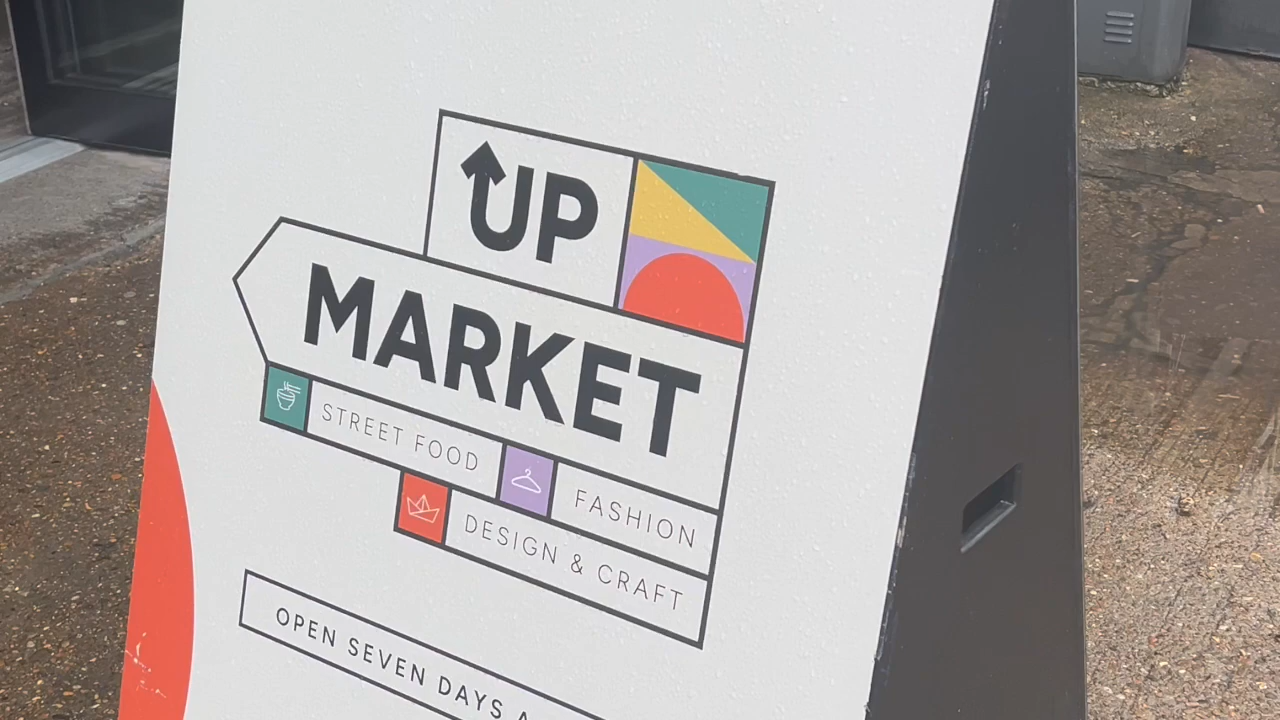 UP
MARKET
STREET FOOD
FASHION
DESIGN & CRAFT
OPEN SEVEN DAYS